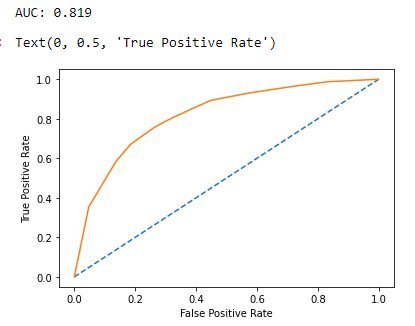 AUC: 0.819
Text(0, 0.5, 'True Positive Rate')
1.0
0.8
0.6
0.4
0.2
0.0
True Positive Rate
0.0 0.2 0.4 0.6 0.8 1.0
False Positive Rate